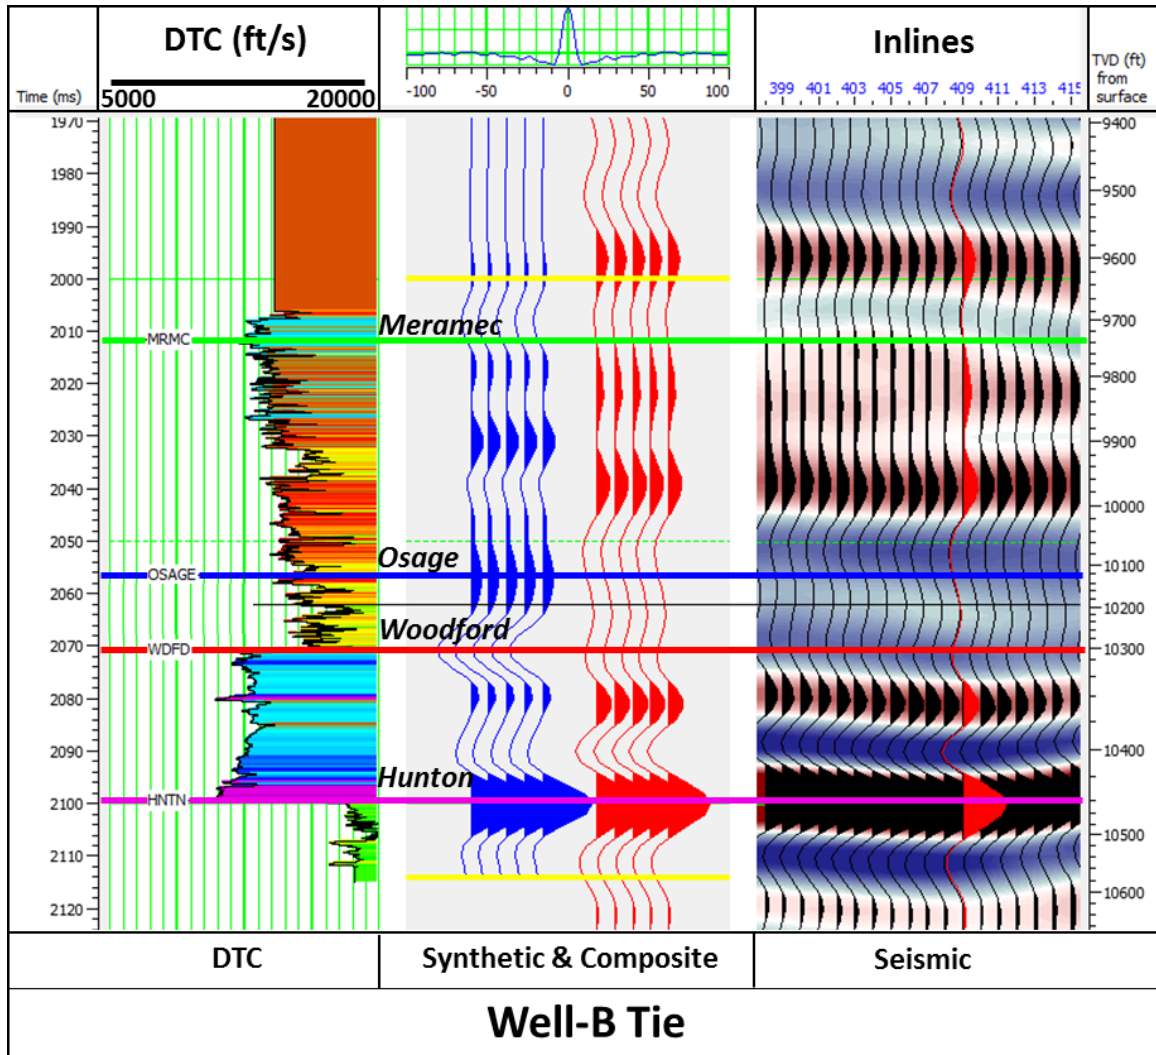 DTC (ft/s)
5000 20000
Time (ms)
-100 -50 0 50 100
Inlines
399 401 403 405 407 409 411 413 415
TVD (ft)
from
surface
1970
1980
1990
2000
2010
2020
2030
2040
2050
2060
2070
2080
2090
2100
2110
2120
MRMC
OSAGE
WDFD
HNTN
Meramec
Osage
Woodford
Hunton
9400
9500
9600
9700
9800
9900
10000
10100
10200
10300
10400
10500
10600
DTC
Synthetic & Composite
Seismic
Well-B Tie